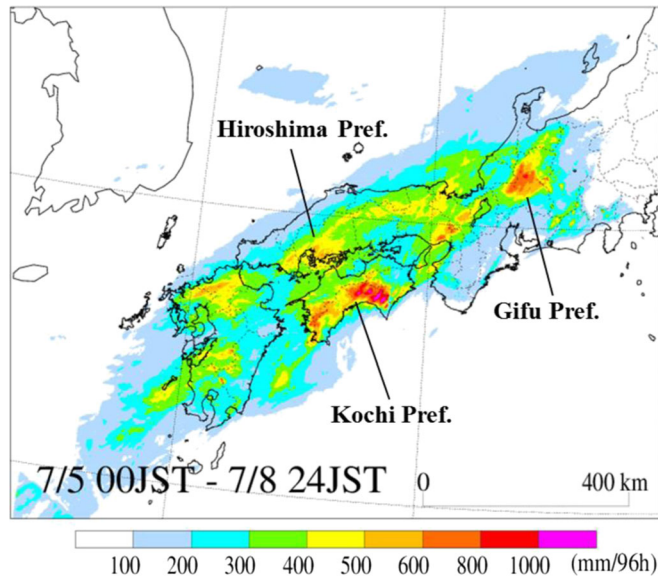 Hiroshima Pref.
Gifu Pref.
Kochi Pref.
7/5 00JST - 7/8 24JST
0 400 km
100 200 300 400 500 600 800 1000 (mm/96h)